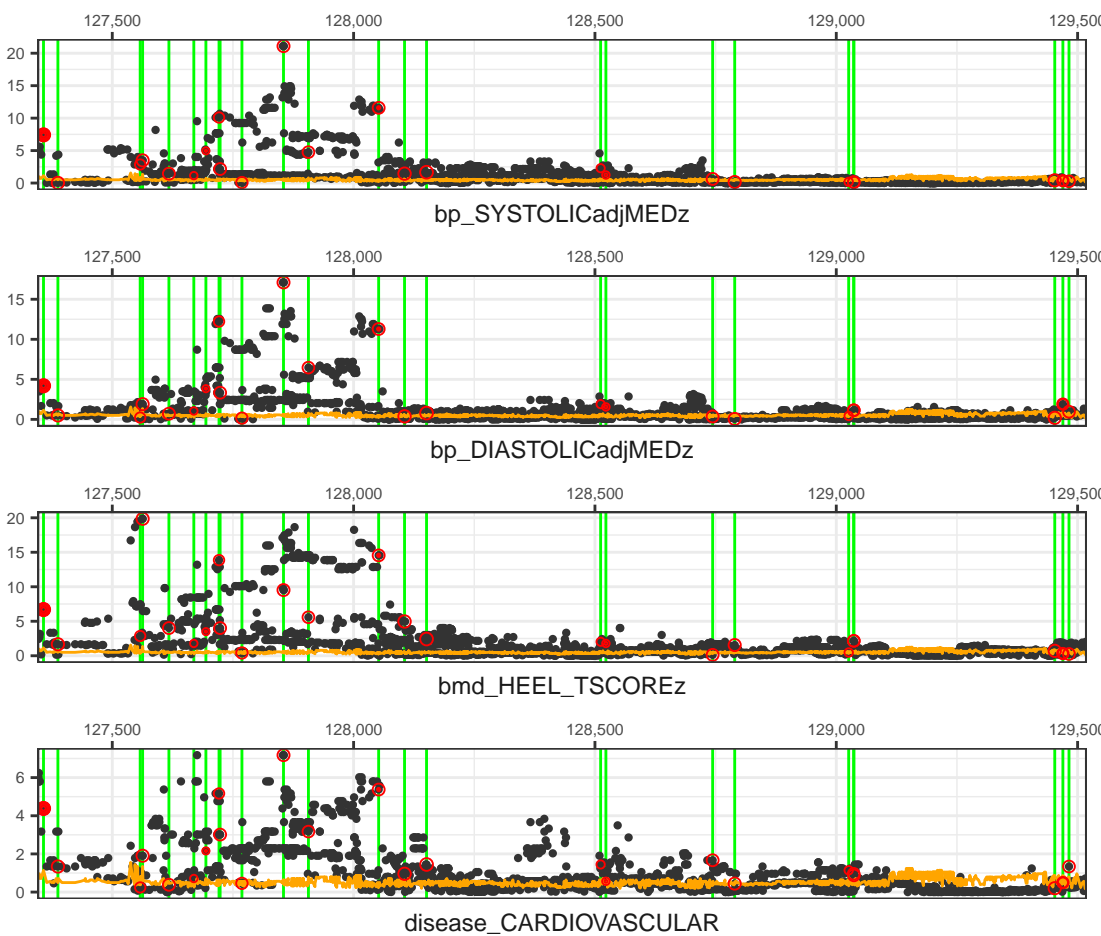 127,500 128,000 128,500 129,000 129,500
20
15
10
5
0
bp_SYSTOLICadjMEDz
127,500 128,000 128,500 129,000 129,500
15
10
5
0
bp_DIASTOLICadjMEDz
127,500 128,000 128,500 129,000 129,500
20
15
10
5
0
bmd_HEEL_TSCOREz
127,500 128,000 128,500 129,000 129,500
6
4
2
0
disease_CARDIOVASCULAR